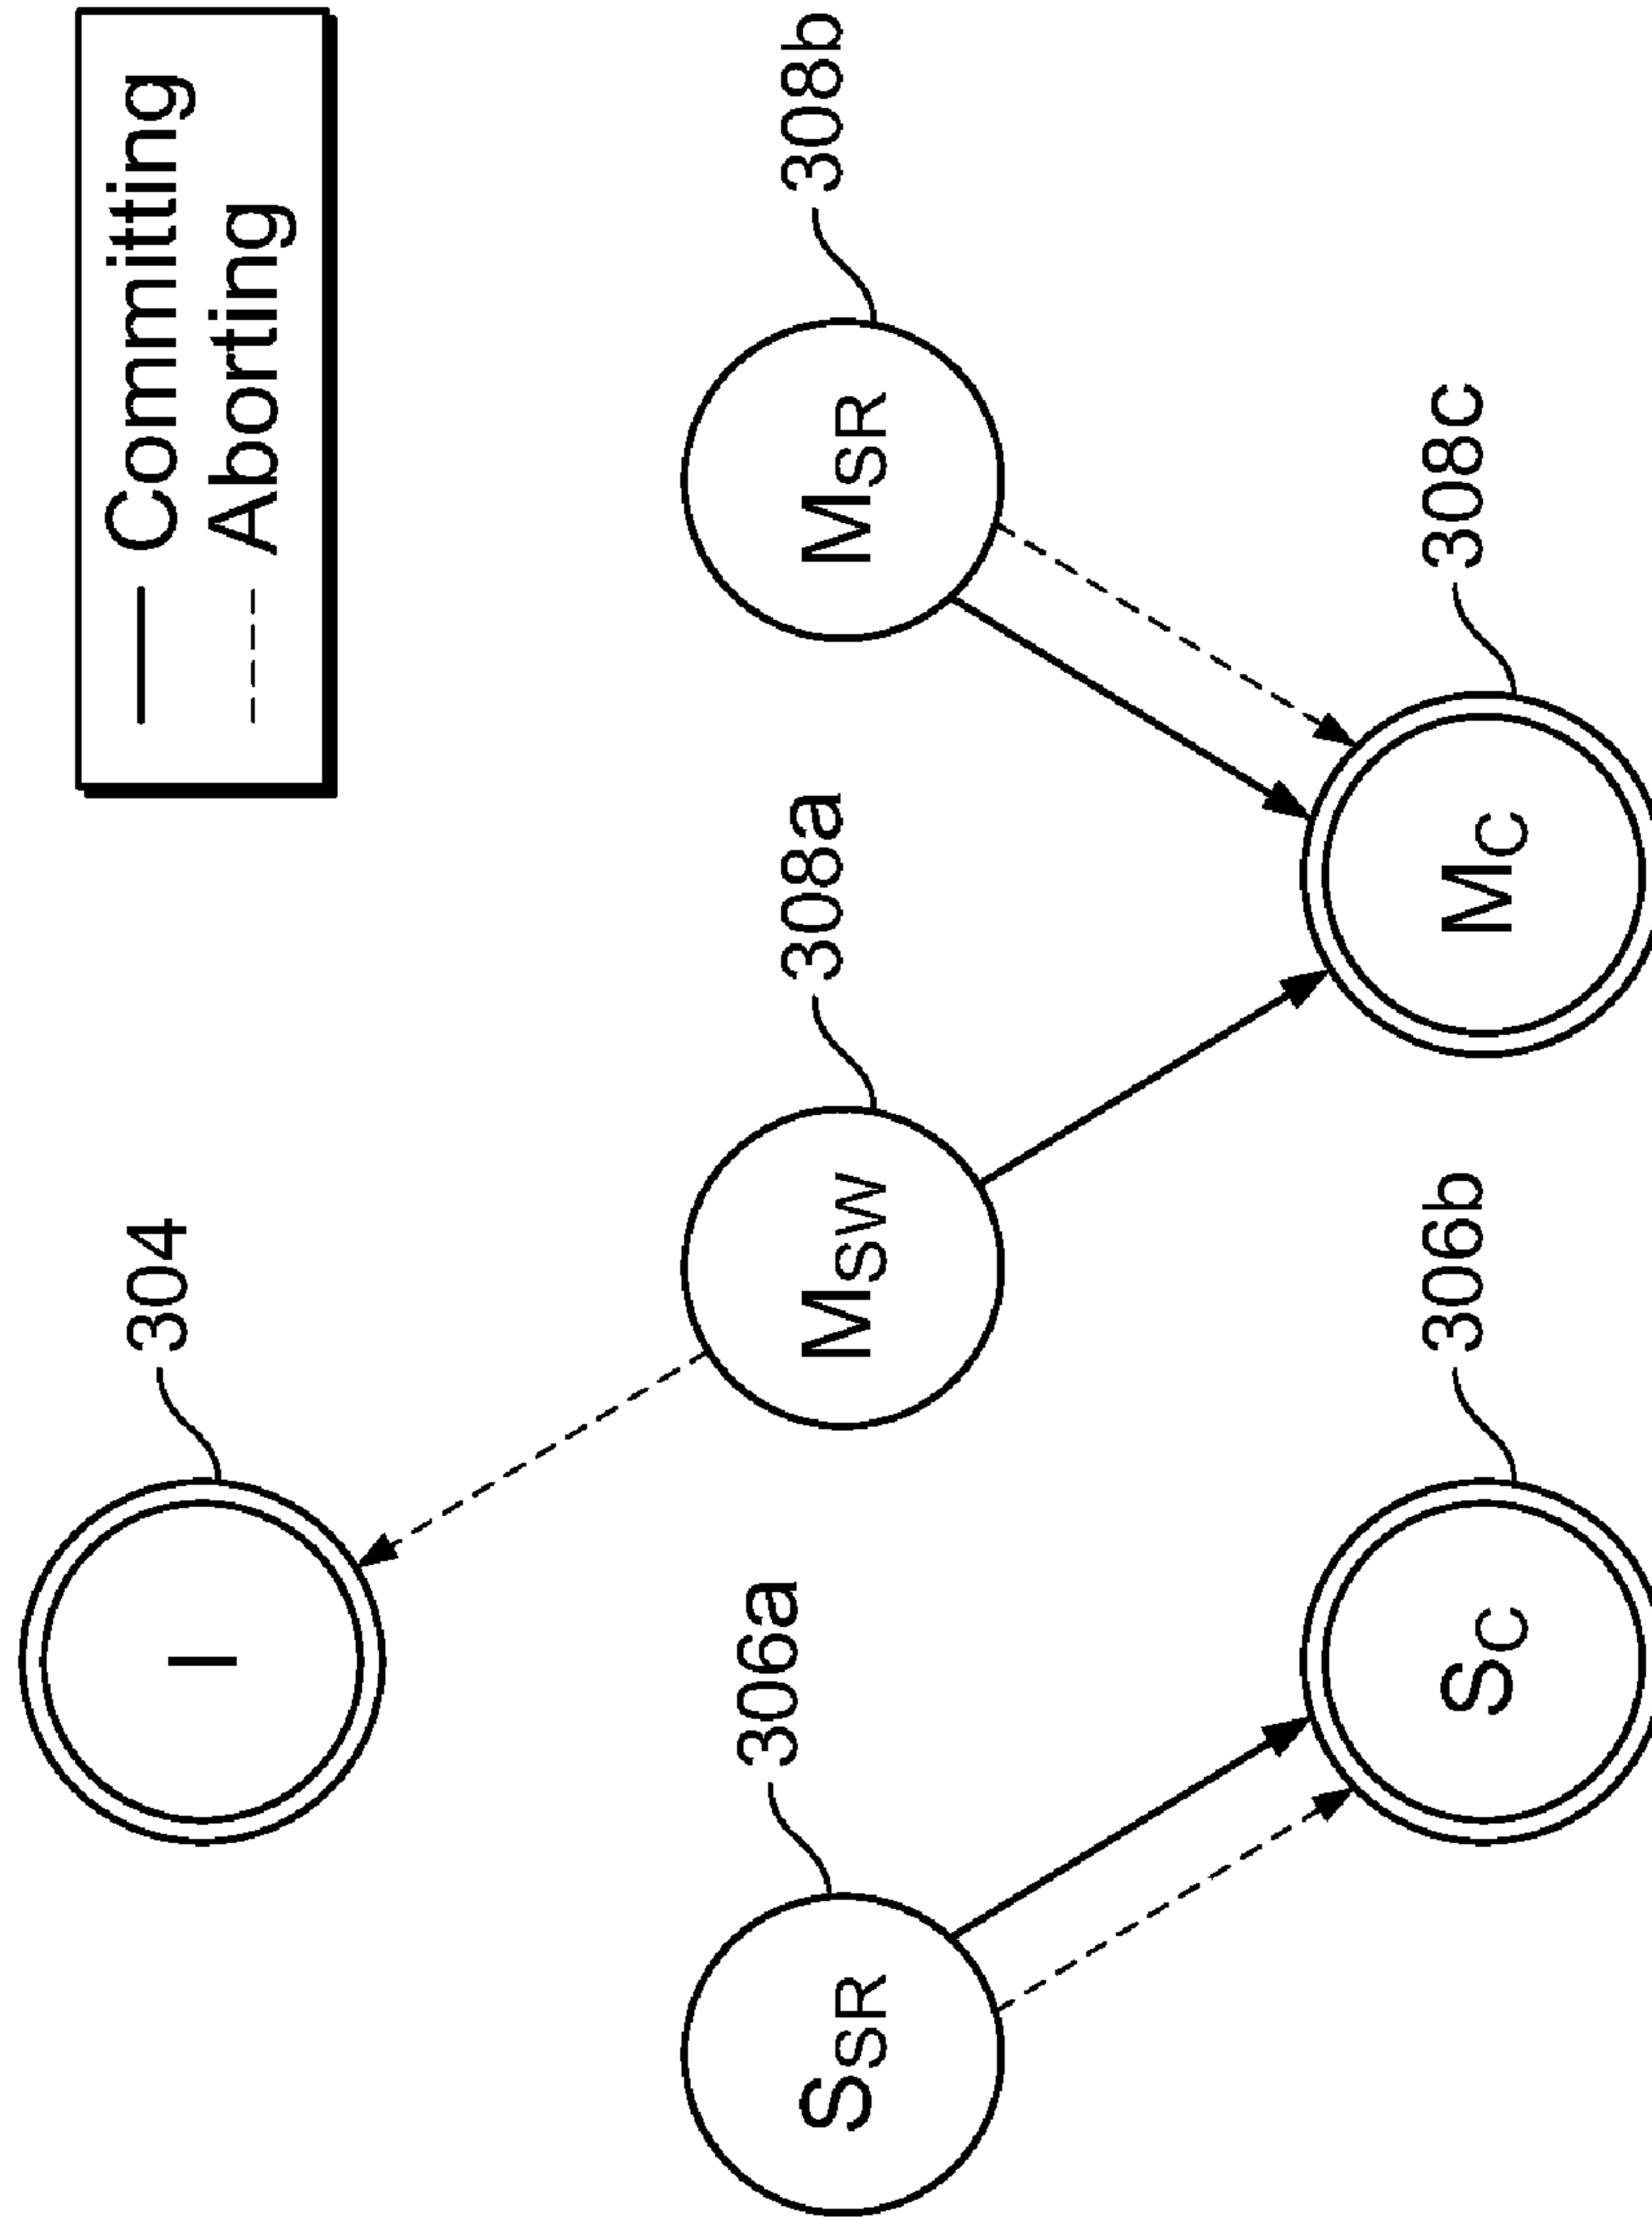 Committing
Aborting
304
I
306a
308a
308b
SSR
MSW
MSR
306b
308c
SC
MC